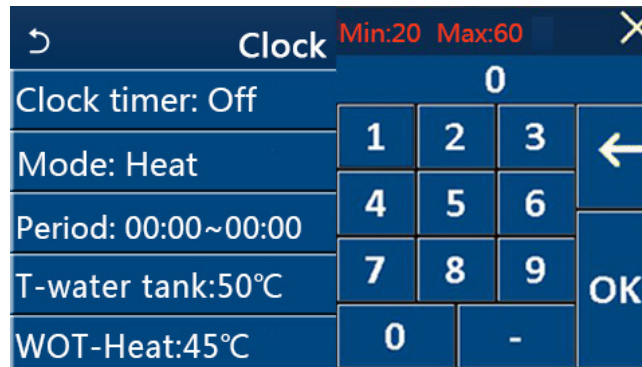 Clock
Clock timer: Off
Mode: Heat
Period: 00:00~00:00
T-water tank:50℃
WOT-Heat:45℃
Min:20 Max:60
0
1 2 3
4 5 6
7 8 9
OK
0 -